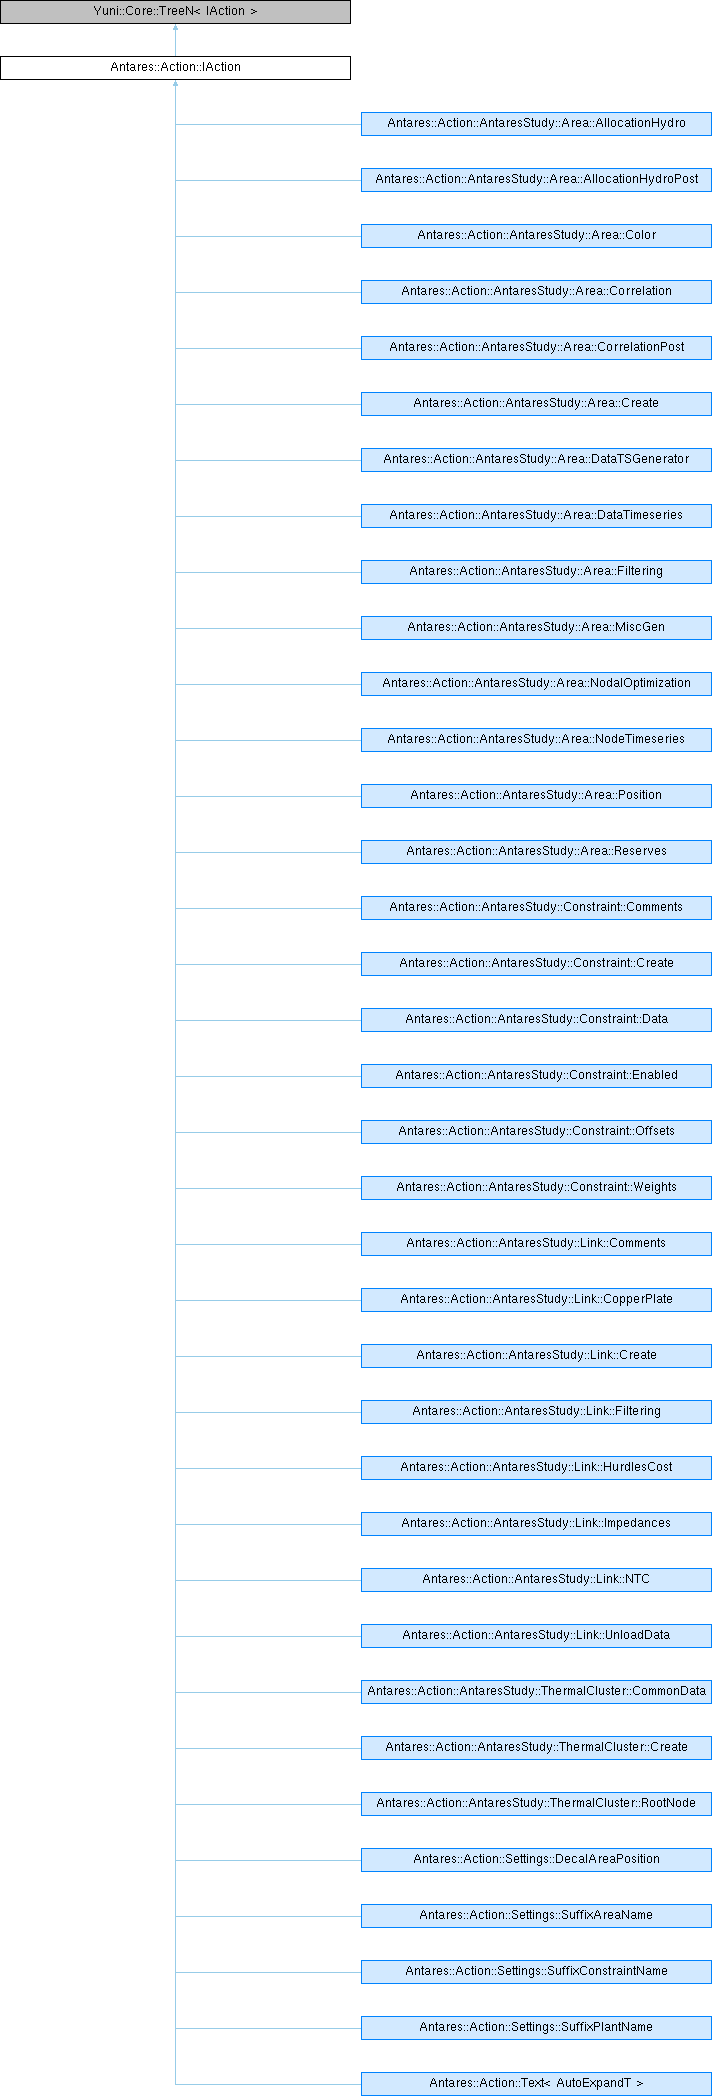 Yuni::Core::TreeN< IAction >
Antares::Action::IAction
Antares::Action::AntaresStudy::Area::AllocationHydro
Antares::Action::AntaresStudy::Area::AllocationHydroPost
Antares::Action::AntaresStudy::Area::Color
Antares::Action::AntaresStudy::Area::Correlation
Antares::Action::AntaresStudy::Area::CorrelationPost
Antares::Action::AntaresStudy::Area::Create
Antares::Action::AntaresStudy::Area::DataTSGenerator
Antares::Action::AntaresStudy::Area::DataTimeseries
Antares::Action::AntaresStudy::Area::Filtering
Antares::Action::AntaresStudy::Area::MiscGen
Antares::Action::AntaresStudy::Area::NodalOptimization
Antares::Action::AntaresStudy::Area::NodeTimeseries
Antares::Action::AntaresStudy::Area::Position
Antares::Action::AntaresStudy::Area::Reserves
Antares::Action::AntaresStudy::Constraint::Comments
Antares::Action::AntaresStudy::Constraint::Create
Antares::Action::AntaresStudy::Constraint::Data
Antares::Action::AntaresStudy::Constraint::Enabled
Antares::Action::AntaresStudy::Constraint::Offsets
Antares::Action::AntaresStudy::Constraint::Weights
Antares::Action::AntaresStudy::Link::Comments
Antares::Action::AntaresStudy::Link::CopperPlate
Antares::Action::AntaresStudy::Link::Create
Antares::Action::AntaresStudy::Link::Filtering
Antares::Action::AntaresStudy::Link::HurdlesCost
Antares::Action::AntaresStudy::Link::Impedances
Antares::Action::AntaresStudy::Link::NTC
Antares::Action::AntaresStudy::Link::UnloadData
Antares::Action::AntaresStudy::ThermalCluster::CommonData
Antares::Action::AntaresStudy::ThermalCluster::Create
Antares::Action::AntaresStudy::ThermalCluster::RootNode
Antares::Action::Settings::DecalAreaPosition
Antares::Action::Settings::SuffixAreaName
Antares::Action::Settings::SuffixConstraintName
Antares::Action::Settings::SuffixPlantName
Antares::Action::Text< AutoExpandT >